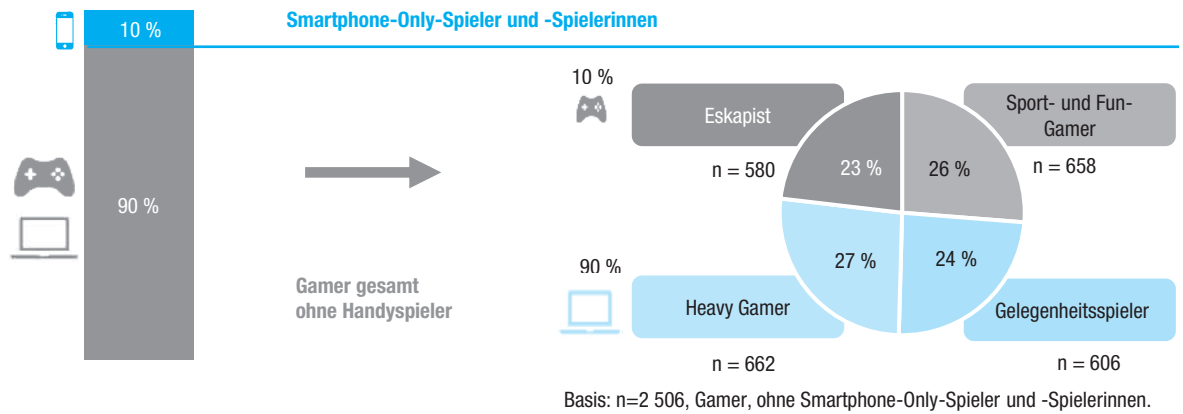 10 %
Smartphone-Only-Spieler und -Spielerinnen
90 %
Gamer gesamt
ohne Handyspieler
10 %
Eskapist
n = 580
23 %
Sport- und Fun-
Gamer
n = 658
26 %
90 %
Heavy Gamer
n = 662
27 %
24 %
Gelegenheitsspieler
n = 606
Basis: n=2 506, Gamer, ohne Smartphone-Only-Spieler und -Spielerinnen.